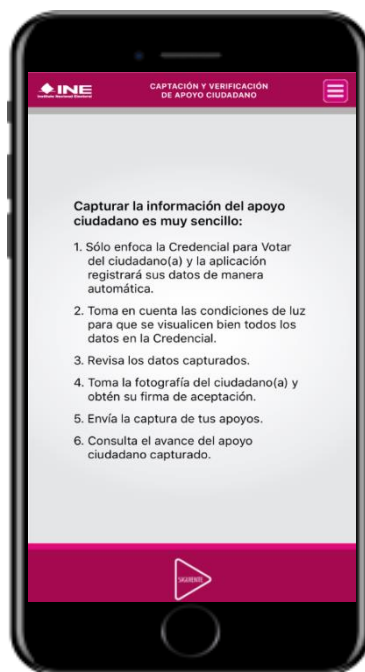 INE
Instituto Nacional Electoral
CAPTACIÓN Y VERIFICACIÓN
DE APOYO CIUDADANO
Capturar la información del apoyo
ciudadano es muy sencillo:
1. Sólo enfoca la Credencial para Votar
del ciudadano(a) y la aplicación
registrará sus datos de manera
automática.
2. Toma en cuenta las condiciones de luz
para que se visualicen bien todos los
datos en la Credencial.
3. Revisa los datos capturados.
4. Toma la fotografía del ciudadano(a) y
obtén su firma de aceptación.
5. Envía la captura de tus apoyos.
6. Consulta el avance del apoyo
ciudadano capturado.
SIGUIENTE